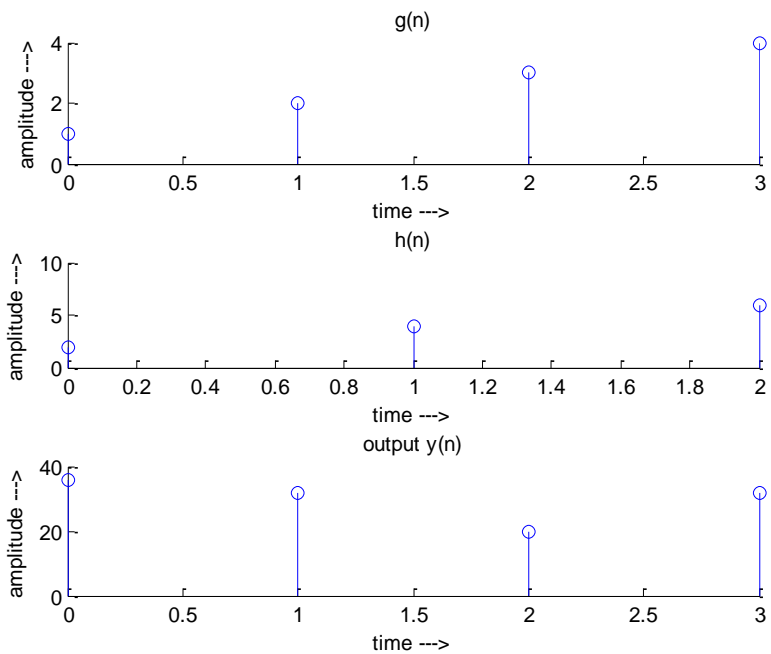 g(n)
4
2
0
amplitude --->
0 0.5 1 1.5 2 2.5 3
time --->
h(n)
10
5
0
amplitude --->
0 0.2 0.4 0.6 0.8 1 1.2 1.4 1.6 1.8 2
time --->
output y(n)
40
20
0
amplitude --->
0 0.5 1 1.5 2 2.5 3
time --->